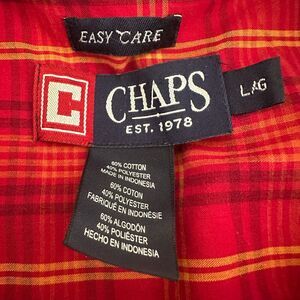 EASY CARE
C
CHAPS
EST. 1978
L/G
60% COTTON
40% POLYESTER
MADE IN INDONESIA
60% COTON
40% POLYESTER
FABRIQUÉ EN INDONÉSIE
60% ALGODÓN
40% POLIÉSTER
HECHO EN INDONESIA